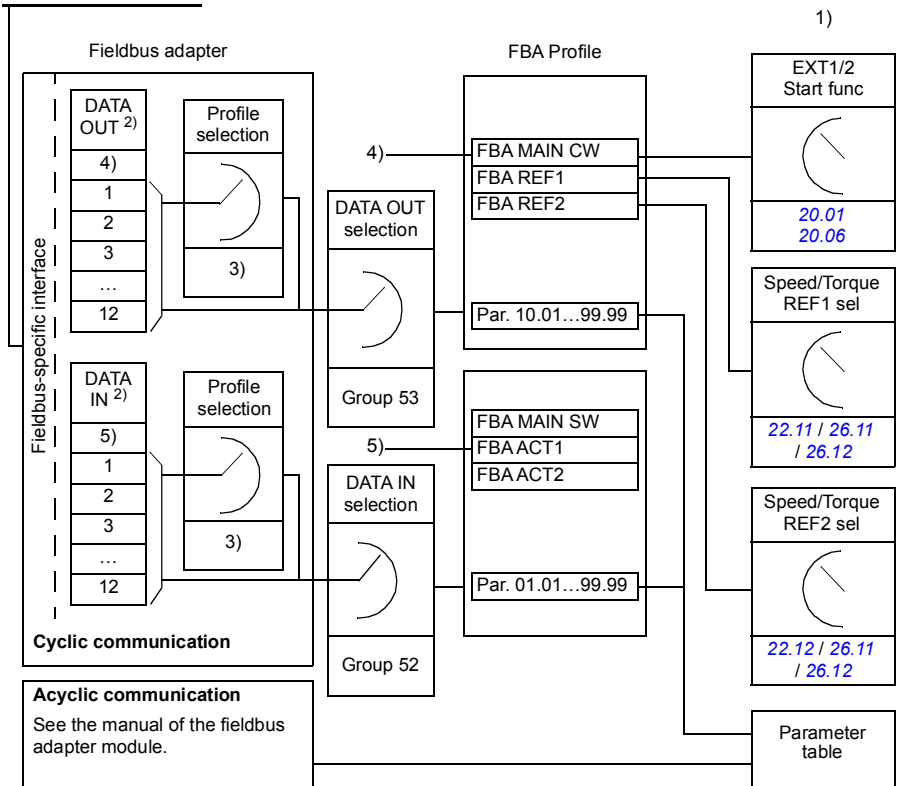 1)
Fieldbus adapter
FBA Profile
Fieldbus-specific interface
DATA
OUT 2)
4)
1
2
3
…
12
Profile
selection
3)
DATA
IN 2)
5)
1
2
3
…
12
Profile
selection
3)
Cyclic communication
4)
DATA OUT
selection
Group 53
5)
DATA IN
selection
Group 52
FBA MAIN CW
FBA REF1
FBA REF2
Par. 10.01…99.99
FBA MAIN SW
FBA ACT1
FBA ACT2
Par. 01.01…99.99
EXT1/2
Start func
20.01
20.06
Speed/Torque
REF1 sel
22.11 / 26.11
/ 26.12
Speed/Torque
REF2 sel
22.12 / 26.11
/ 26.12
Acyclic communication
See the manual of the fieldbus
adapter module.
Parameter
table